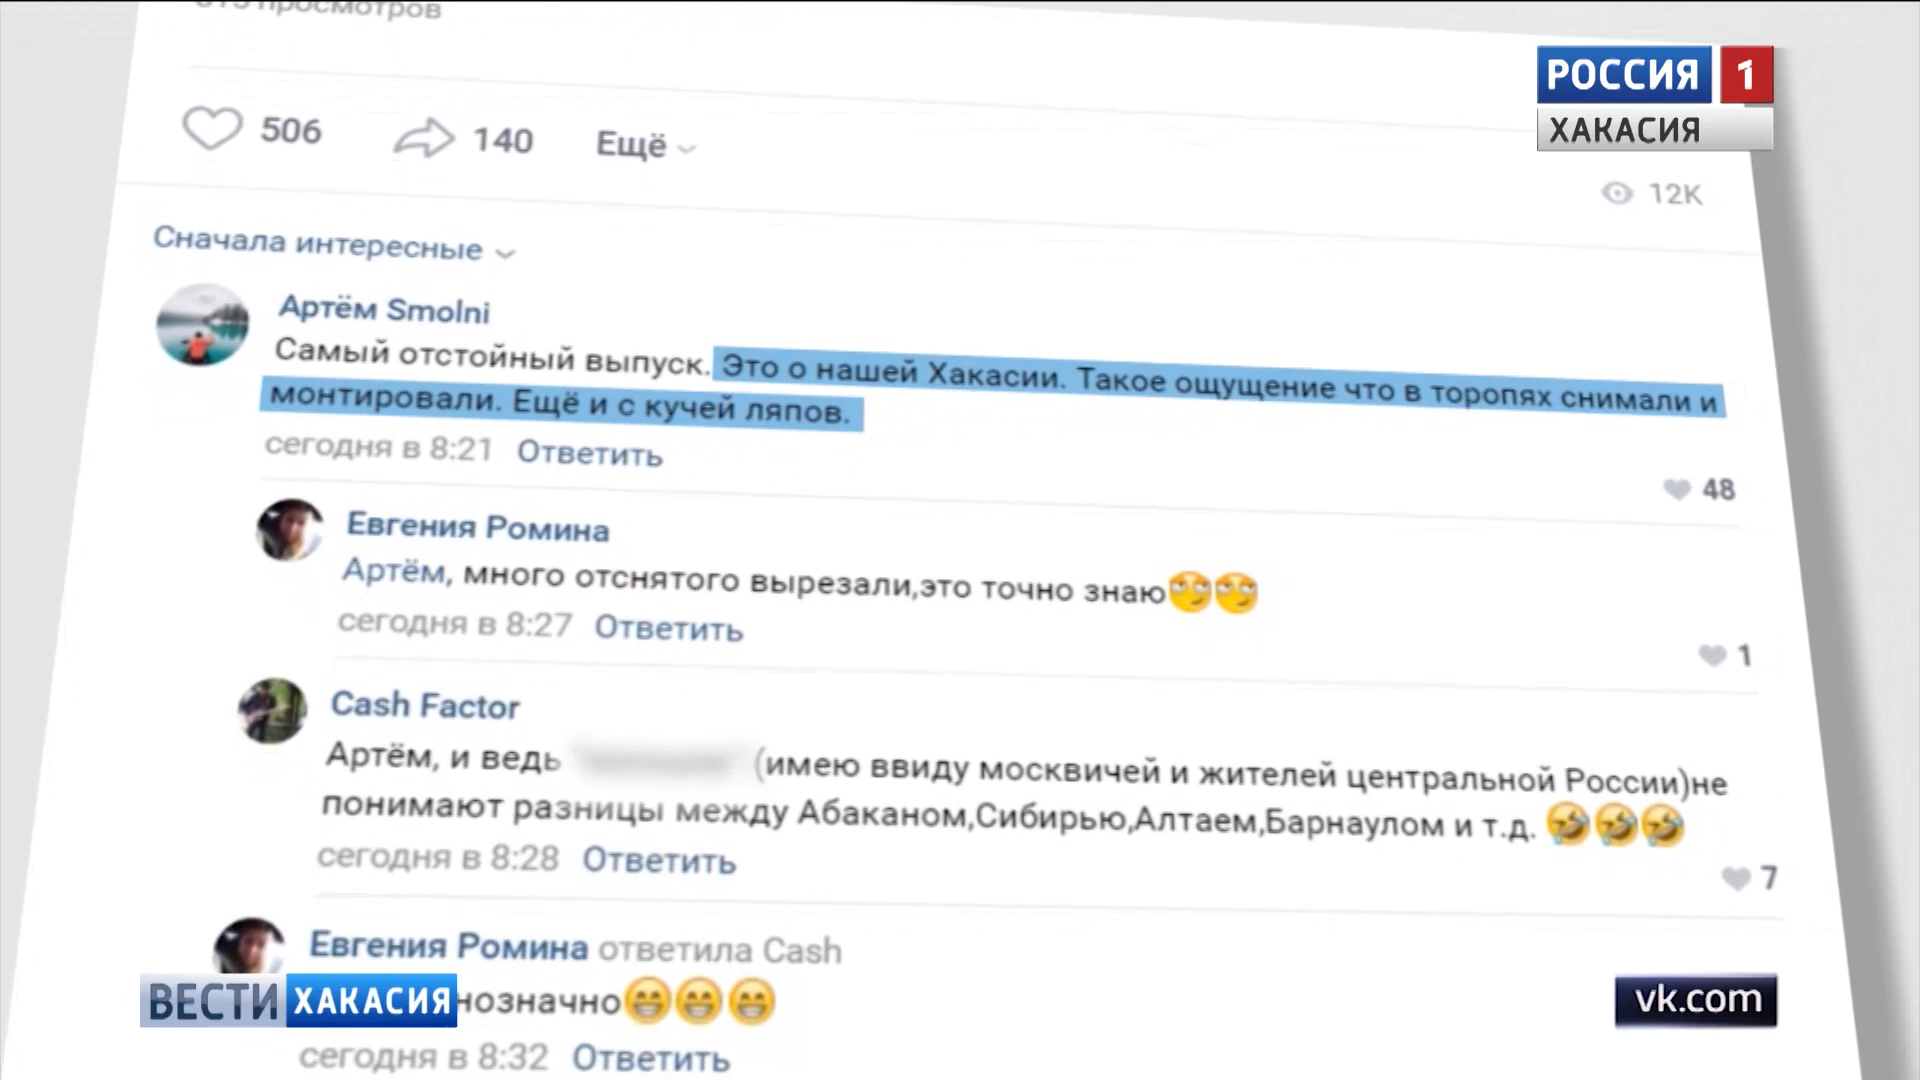 просмотров
РОССИЯ 1
ХАКАСИЯ
506 140 Ещё
12K
Сначала интересные
Артём Smolni
Самый отстойный выпуск. Это о нашей Хакасии. Такое ощущение что в торопях снимали и
монтировали. Ещё и с кучей ляпов.
сегодня в 8:21 Ответить
48
Евгения Ромина
Артём, много отснятого вырезали,это точно знаю🙄🙄
сегодня в 8:27 Ответить
1
Cash Factor
Артём, и ведь (имею ввиду москвичей и жителей центральной России)не
понимают разницы между Абаканом,Сибирью,Алтаем,Барнаулом и т.д. 🤣🤣🤣
сегодня в 8:28 Ответить
7
Евгения Ромина ответила Cash
нозначно😁😁😁
ВЕСТИ ХАКАСИЯ
vk.com
сегодня в 8:32 Ответить